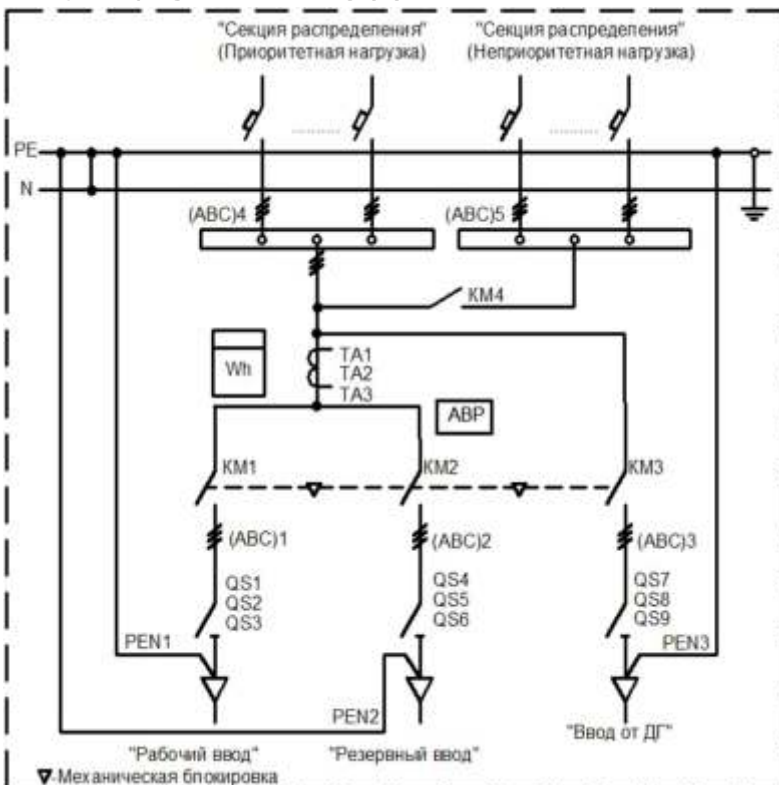 "Секция распределения" "Секция распределения"
(Приоритетная нагрузка) (Неприоритетная нагрузка)
PE
N
(ABC)4 (ABC)5
KM4
Wh
TA1
TA2
TA3
АВР
KM1 KM2 KM3
(ABC)1 (ABC)2 (ABC)3
QS1 QS4 QS7
QS2 QS5 QS8
QS3 QS6 QS9
PEN1 PEN3
PEN2
"Ввод от ДГ"
"Рабочий ввод" "Резервный ввод"
Механическая блокировка